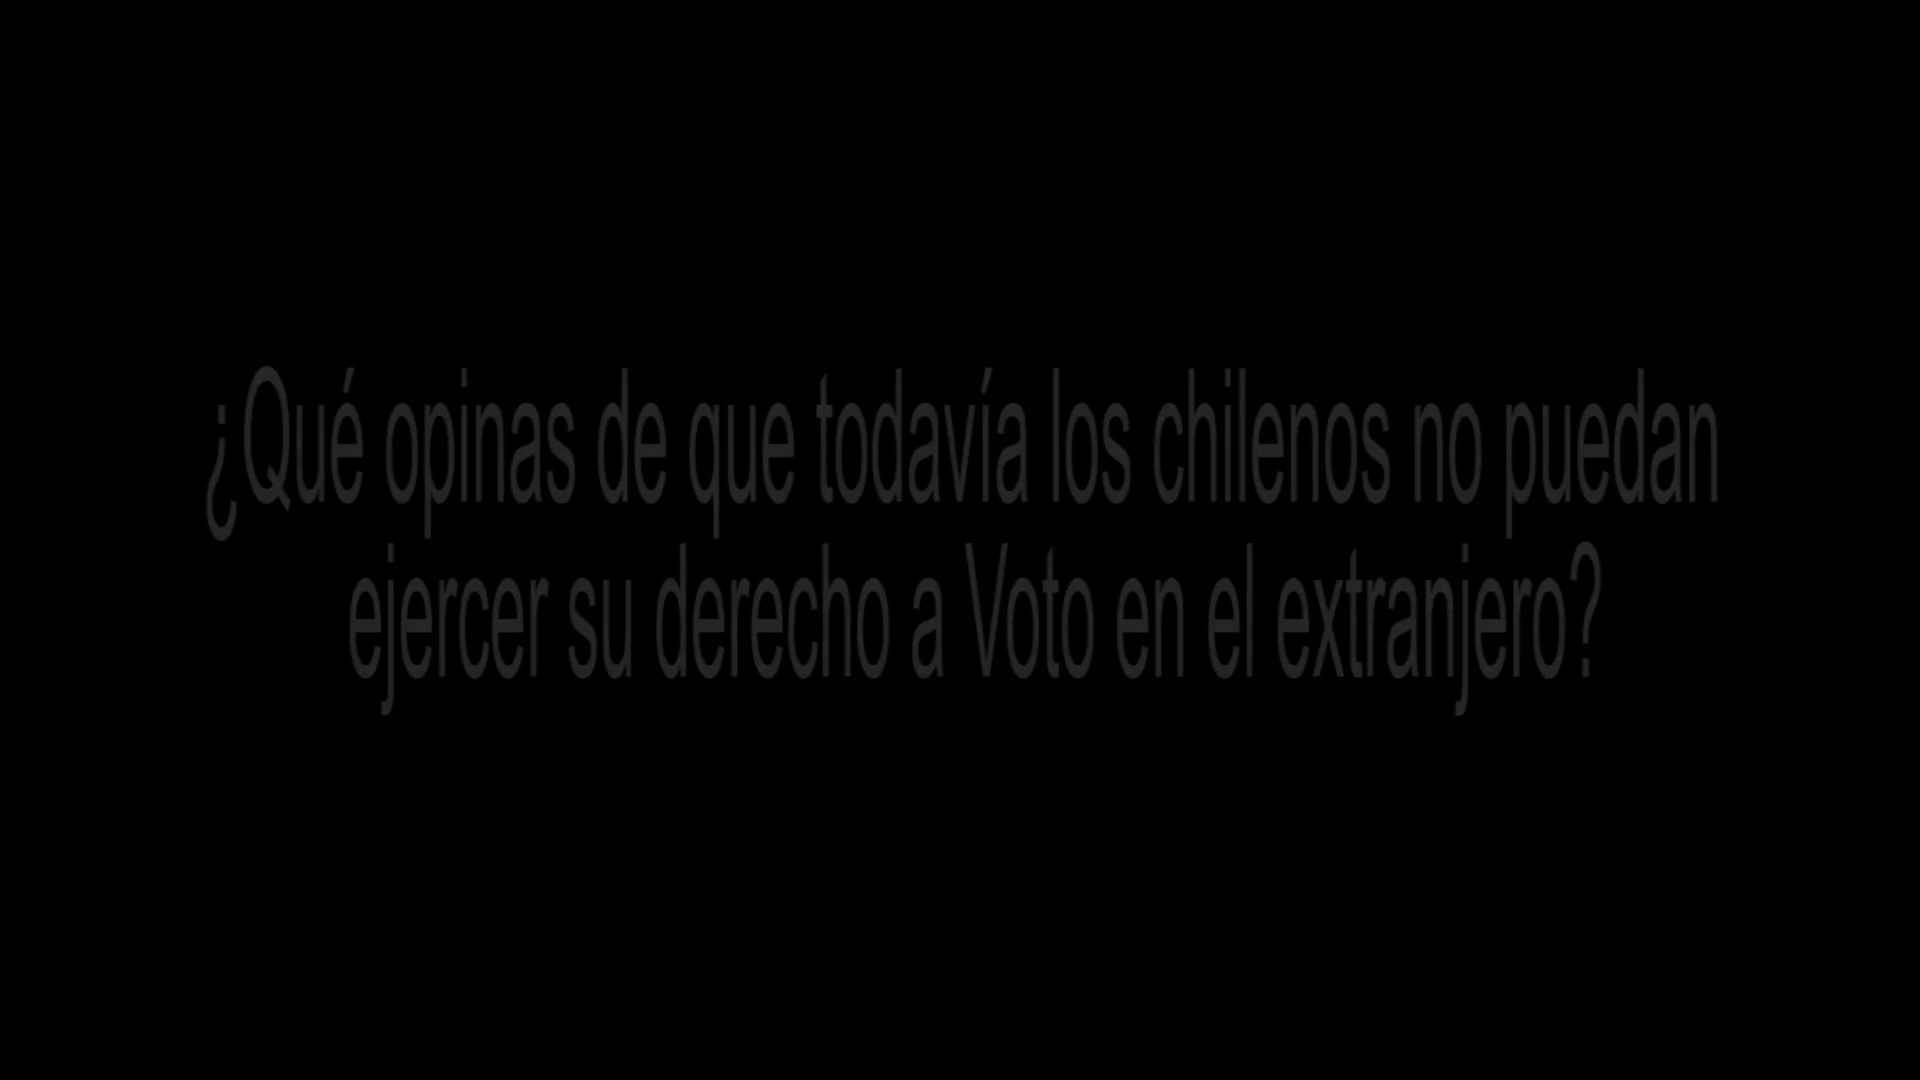 ¿Qué opinas de que todavía los chilenos no puedan
ejercer su derecho a Voto en el extranjero?